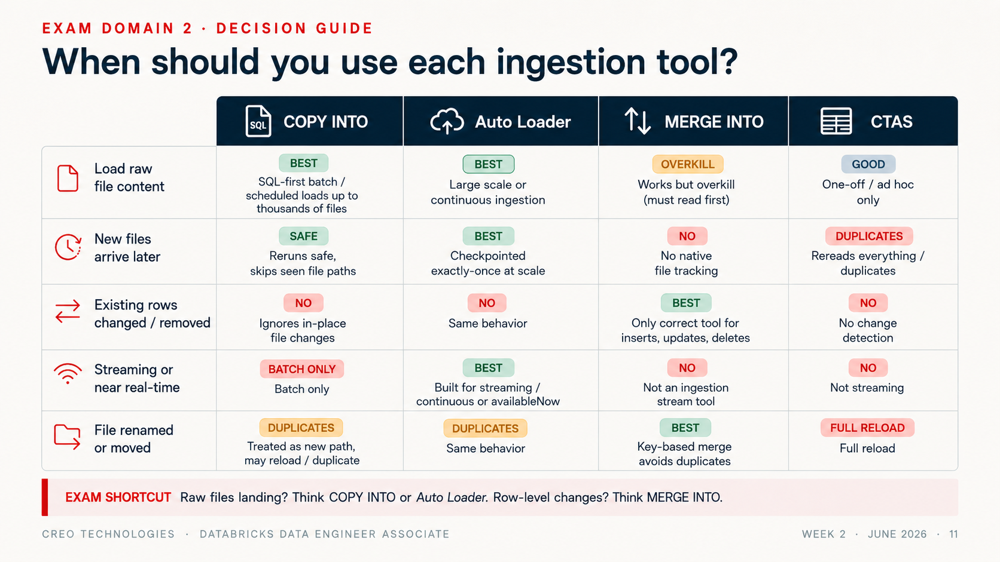 EXAM DOMAIN 2 · DECISION GUIDE
When should you use each ingestion tool?
SQL
COPY INTO
Auto Loader
MERGE INTO
CTAS
Load raw
file content
BEST
SQL-first batch /
scheduled loads up to
thousands of files
BEST
Large scale or
continuous ingestion
OVERKILL
Works but overkill
(must read first)
GOOD
One-off / ad hoc
only
New files
arrive later
SAFE
Reruns safe,
skips seen file paths
BEST
Checkpointed
exactly-once at scale
NO
No native
file tracking
DUPLICATES
Rereads everything /
duplicates
Existing rows
changed / removed
NO
Ignores in-place
file changes
NO
Same behavior
BEST
Only correct tool for
inserts, updates, deletes
NO
No change
detection
Streaming or
near real-time
BATCH ONLY
Batch only
BEST
Built for streaming /
continuous or availableNow
NO
Not an ingestion
stream tool
NO
Not streaming
File renamed
or moved
DUPLICATES
Treated as new path,
may reload / duplicate
DUPLICATES
Same behavior
BEST
Key-based merge
avoids duplicates
FULL RELOAD
Full reload
EXAM SHORTCUT Raw files landing? Think COPY INTO or Auto Loader. Row-level changes? Think MERGE INTO.
CREO TECHNOLOGIES · DATABRICKS DATA ENGINEER ASSOCIATE
WEEK 2 · JUNE 2026 · 11